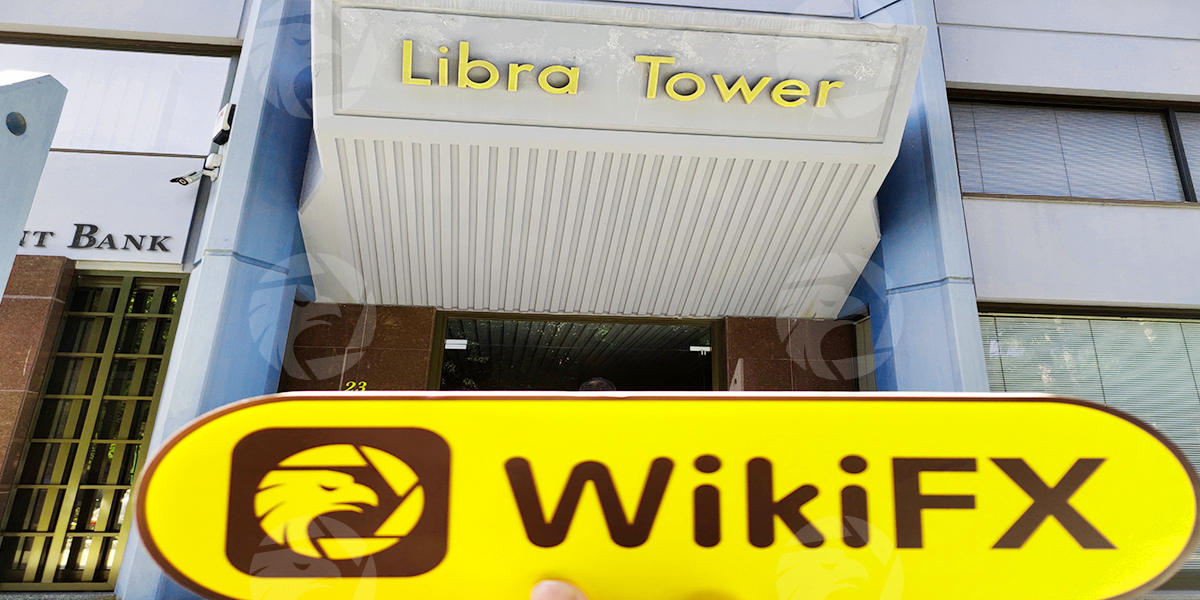 Libra Tower
NT BANK
23
WikiFX